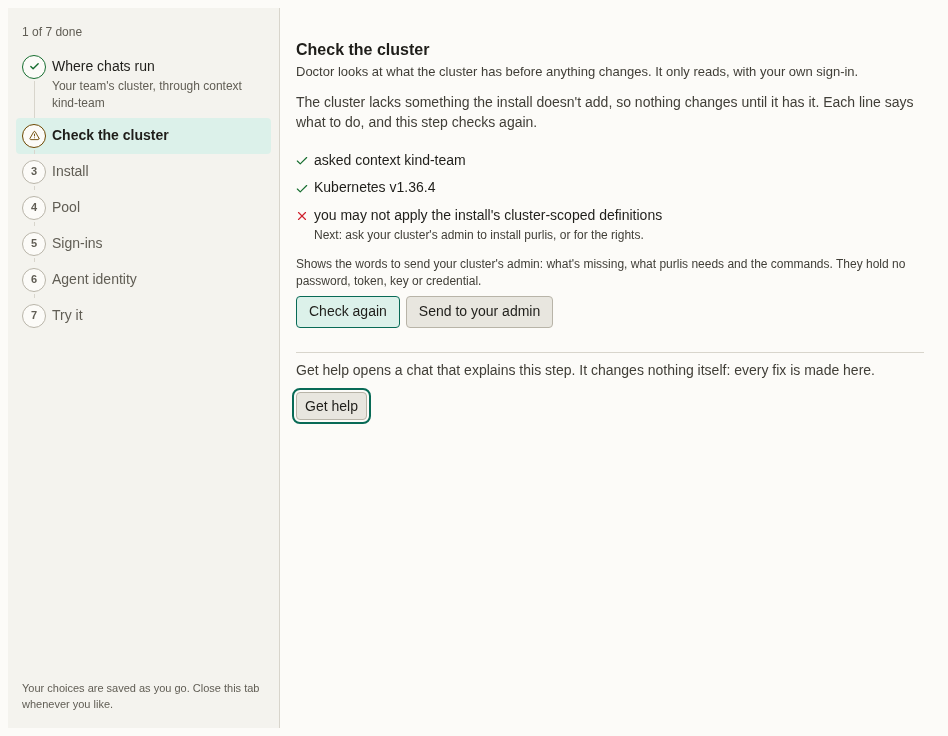 1 of 7 done
Where chats run
Your team's cluster, through context
kind-team
Check the cluster
3 Install
4 Pool
5 Sign-ins
6 Agent identity
7 Try it
Your choices are saved as you go. Close this tab
whenever you like.
Check the cluster
Doctor looks at what the cluster has before anything changes. It only reads, with your own sign-in.
The cluster lacks something the install doesn't add, so nothing changes until it has it. Each line says
what to do, and this step checks again.
asked context kind-team
Kubernetes v1.36.4
you may not apply the install's cluster-scoped definitions
Next: ask your cluster's admin to install purlis, or for the rights.
Shows the words to send your cluster's admin: what's missing, what purlis needs and the commands. They hold no
password, token, key or credential.
Check again
Send to your admin
Get help opens a chat that explains this step. It changes nothing itself: every fix is made here.
Get help